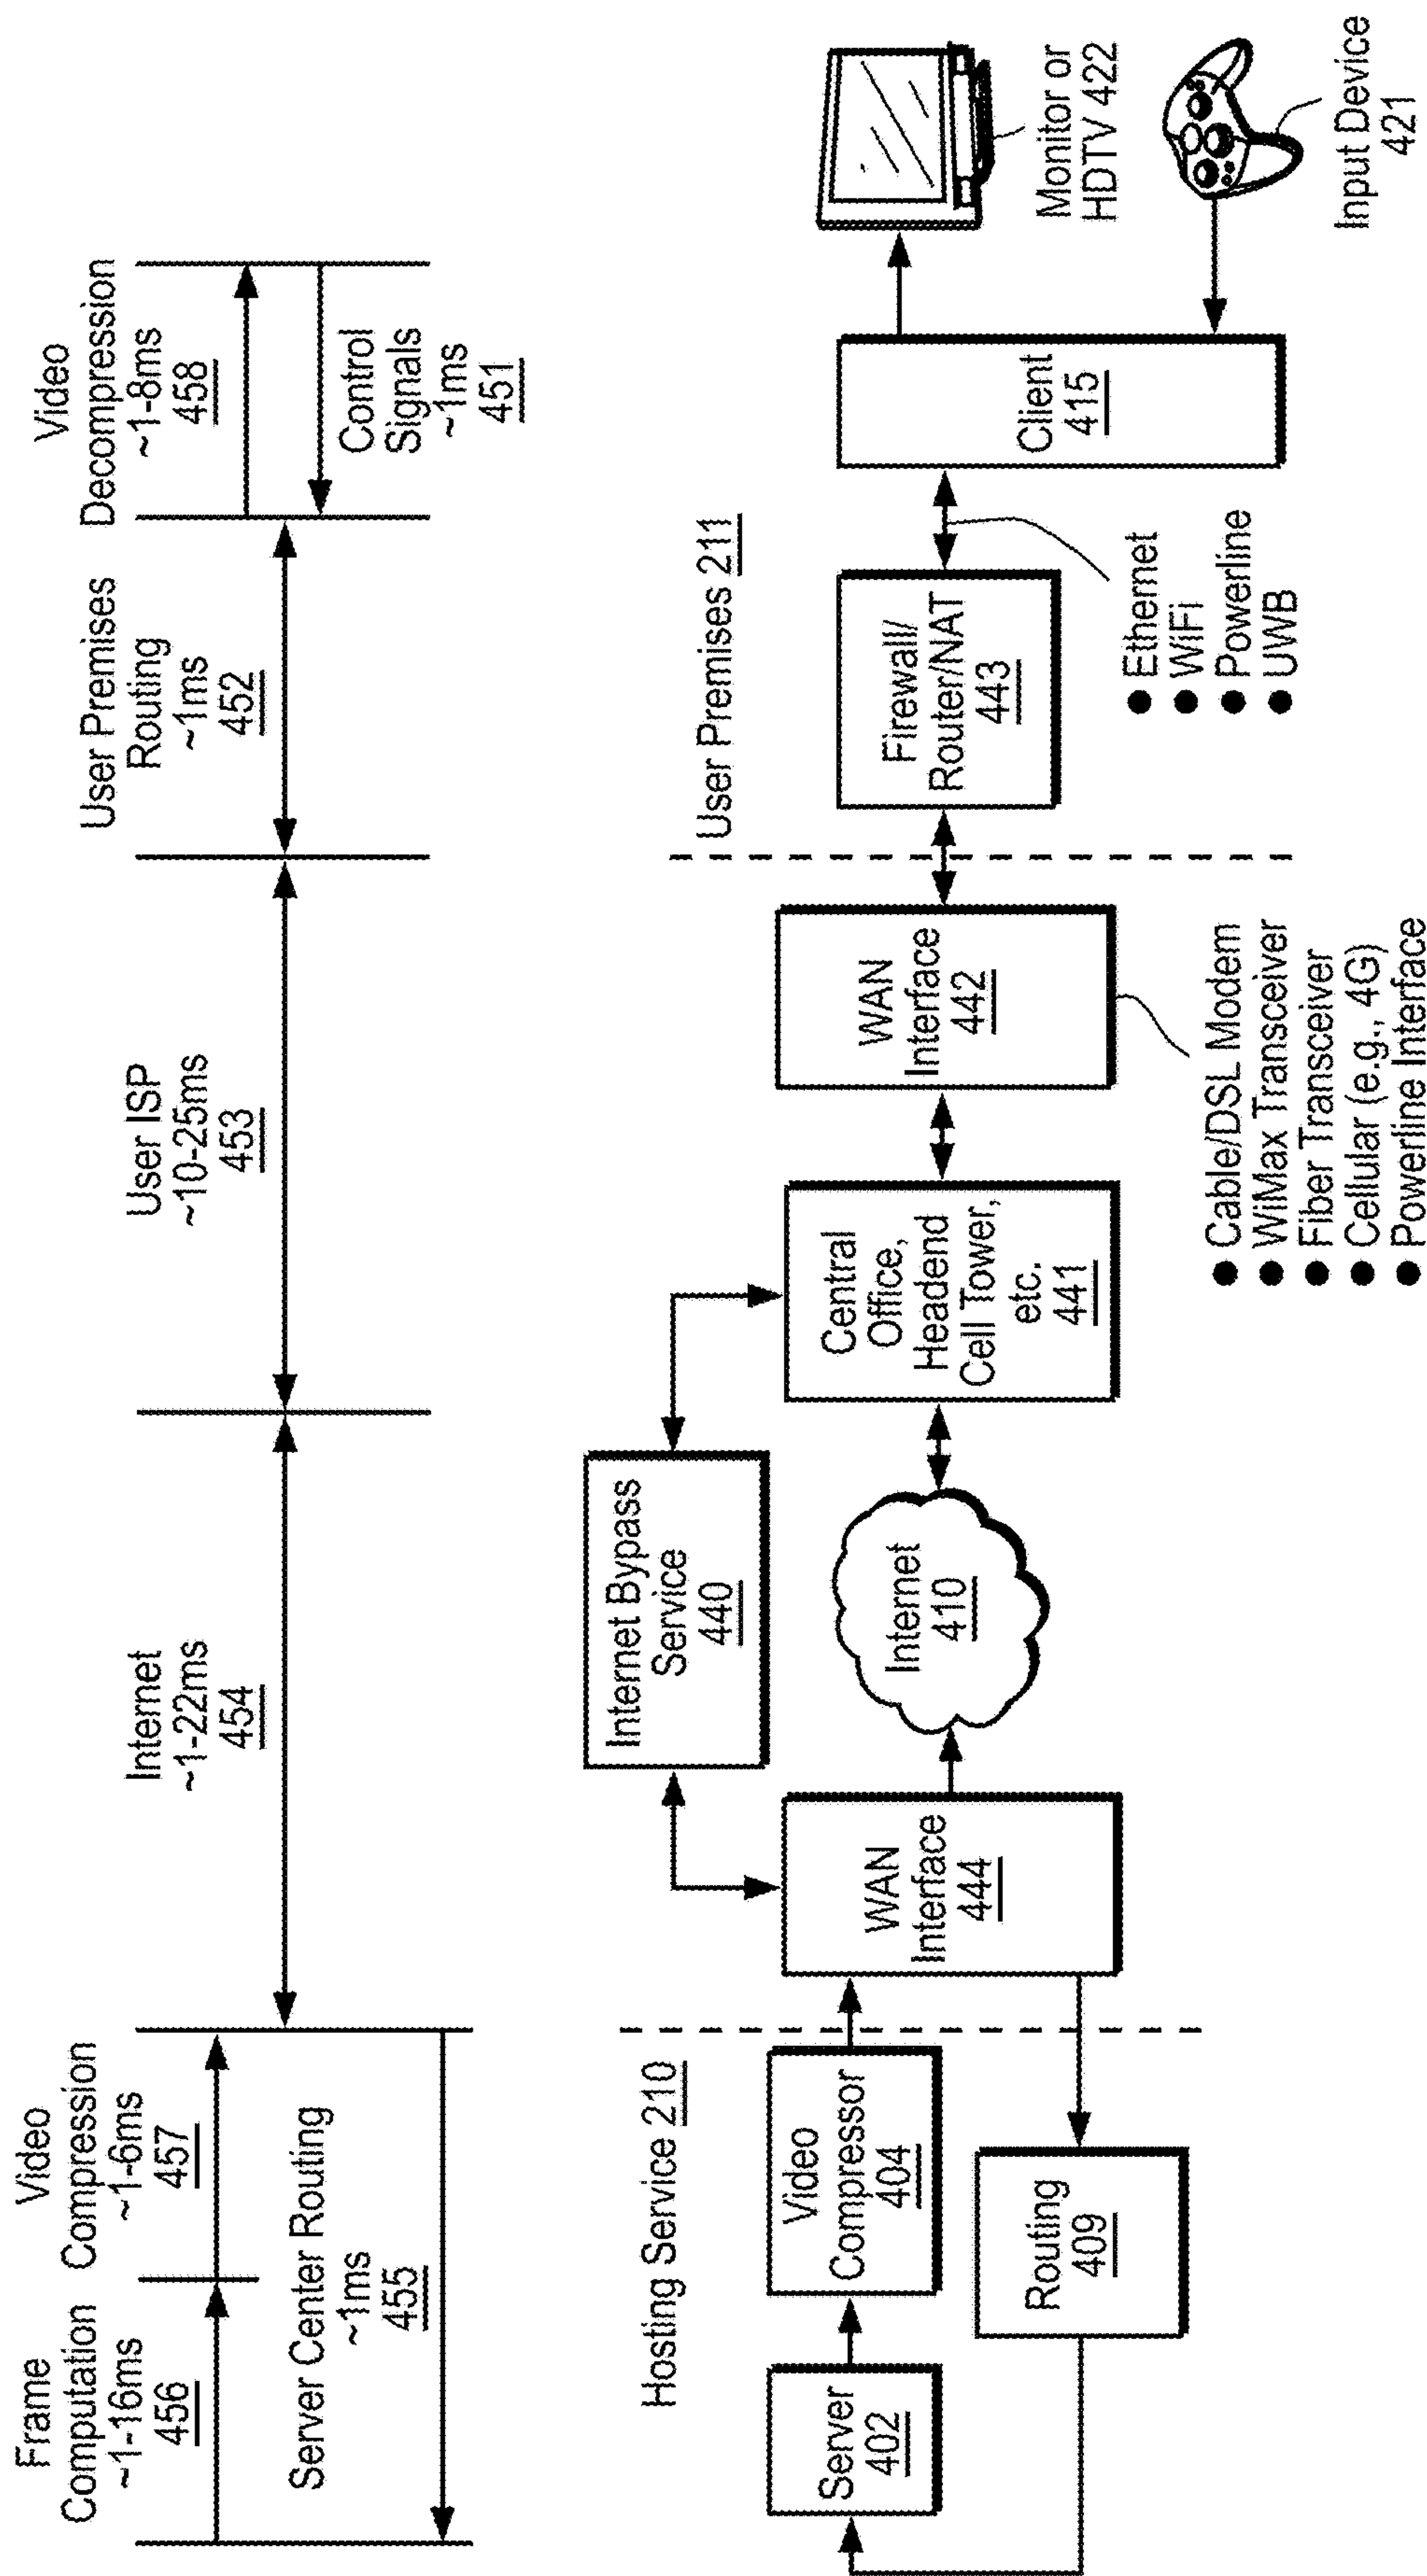 Frame
Computation
~1-16ms
456
Video
Compression
~1-6ms
457
Server Center Routing
~1ms
455
Internet
~1-22ms
454
User ISP
~10-25ms
453
User Premises
Routing
~1ms
452
Video
Decompression
~1-8ms
458
Control
Signals
~1ms
451
Hosting Service 210
Server
402
Video
Compressor
404
Routing
409
WAN
Interface
444
Internet Bypass
Service
440
Internet
410
Central
Office,
Headend
Cell Tower,
etc.
441
WAN
Interface
442
● Cable/DSL Modem
● WiMax Transceiver
● Fiber Transceiver
● Cellular (e.g., 4G)
● Powerline Interface
User Premises 211
Firewall/
Router/NAT
443
● Ethernet
● WiFi
● Powerline
● UWB
Client
415
Monitor or
HDTV 422
Input Device
421